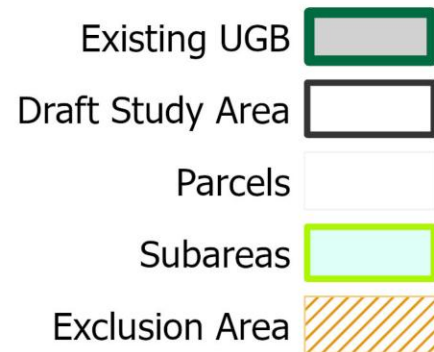 Existing UGB
Draft Study Area
Parcels
Subareas
Exclusion Area